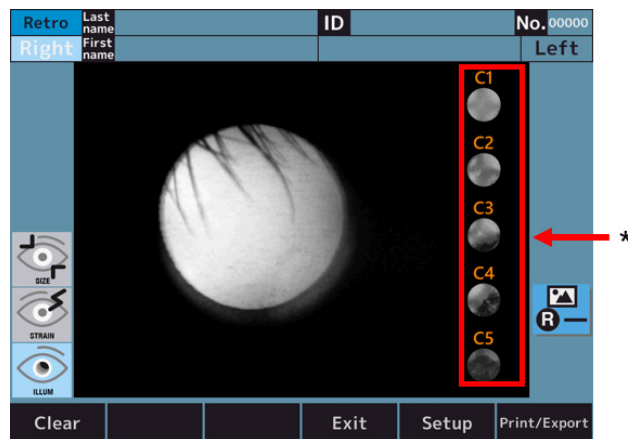 Retro Last name ID No. 00000
Right First name Left
C1
C2
C3
*
C4
C5
SIZE
STRAIN
ILLUM
R
Clear Exit Setup Print/Export